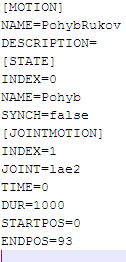 [MOTION]
NAME=PohybRukov
DESCRIPTION=
[STATE]
INDEX=0
NAME=Pohyb
SYNCH=false
[JOINTMOTION]
INDEX=1
JOINT=lae2
TIME=0
DUR=1000
STARTPOS=0
ENDPOS=93